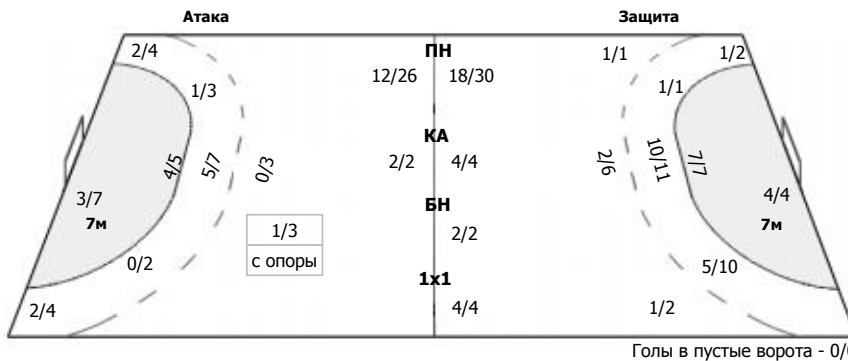 Атака Защита
2/4 ПН 1/1 1/2
12/26 18/30
1/3 1/1
КА
4/5 5/7 0/3 2/2 4/4 2/6 10/11 7/7
3/7 4/4
7м БН 7м
1/3 2/2
с опоры
0/2 5/10
1x1
2/4 4/4 1/2
Голы в пустые ворота - 0/